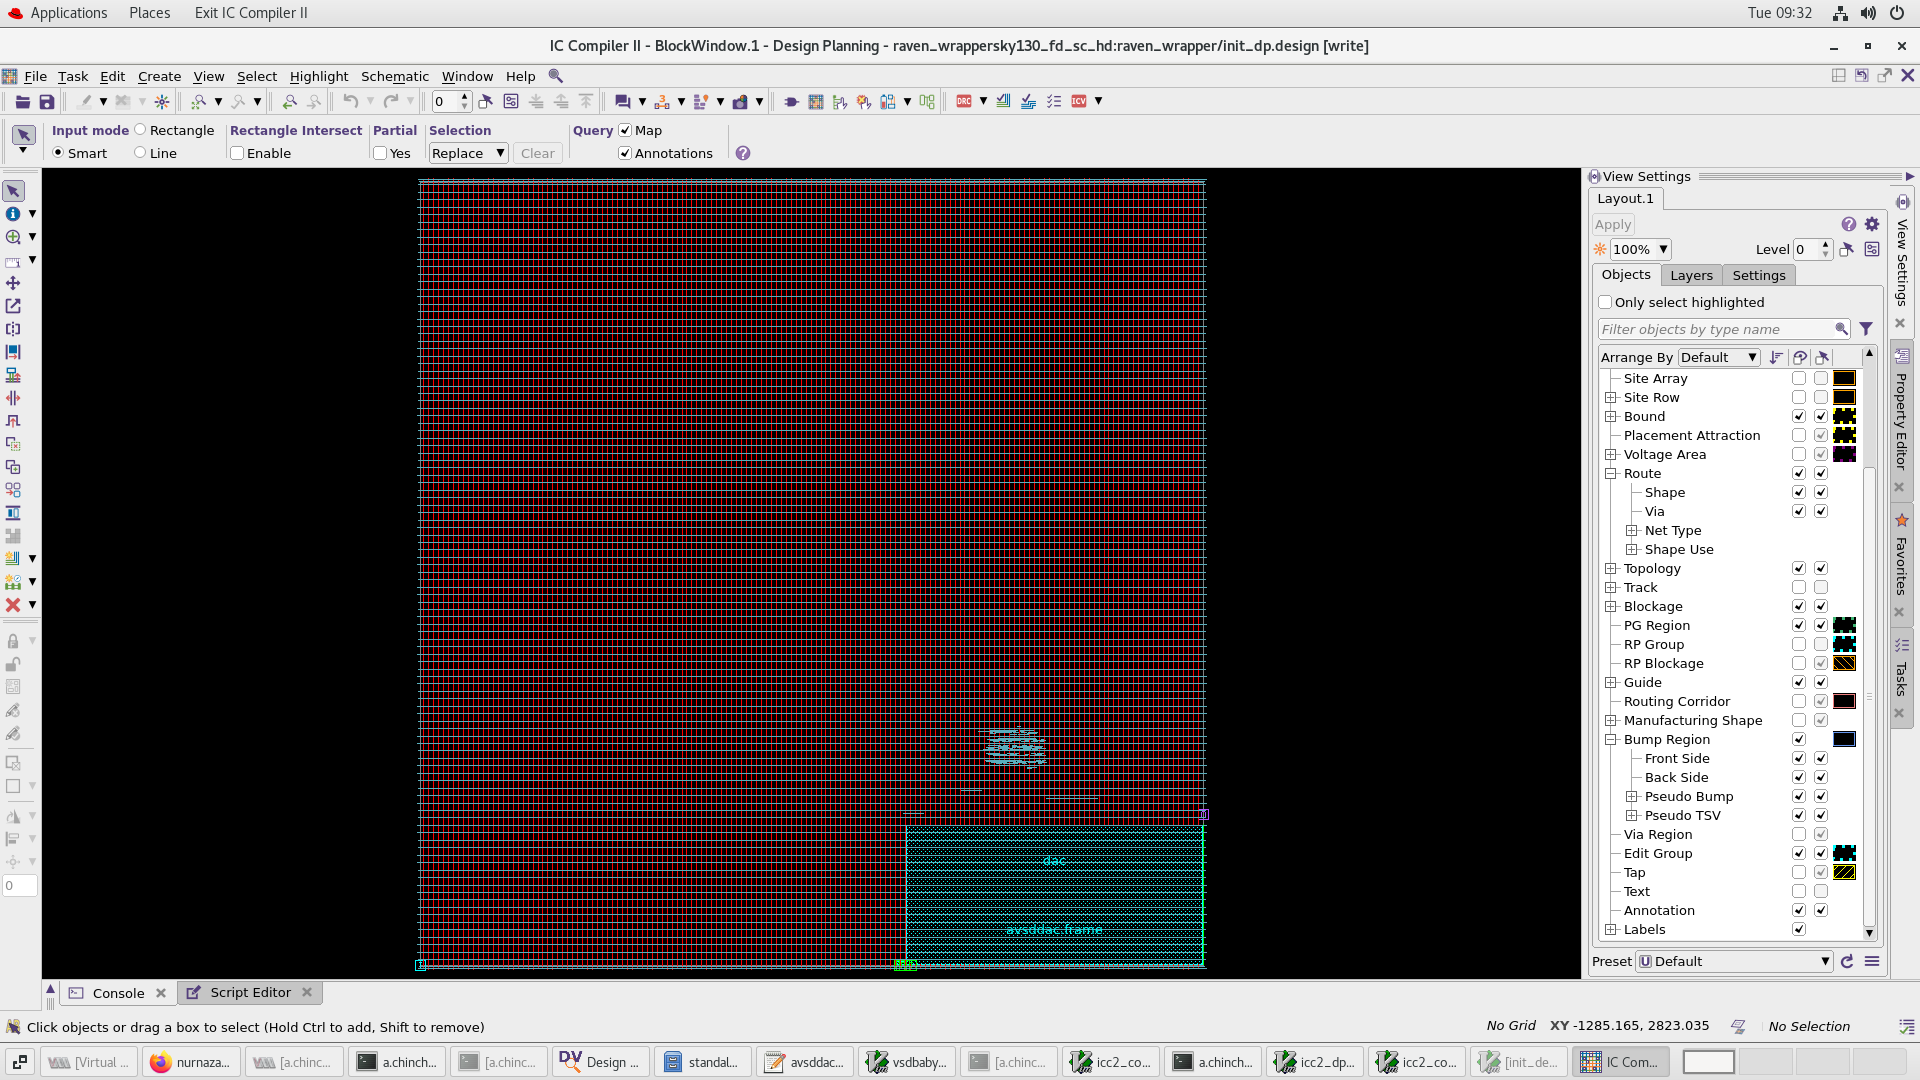 Applications Places Exit IC Compiler II Tue 09:32
IC Compiler II - BlockWindow.1 - Design Planning - raven_wrappersky130_fd_sc_hd:raven_wrapper/init_dp.design [write]
File Task Edit Create View Select Highlight Schematic Window Help
0 DRC ICV
Input mode Rectangle Rectangle Intersect Partial Selection Query Map
Smart Line Enable Yes Replace Clear Annotations
View Settings
Layout.1
Apply
100% Level 0
Objects Layers Settings
Only select highlighted
Filter objects by type name
Arrange By Default
Site Array
Site Row
Bound
Placement Attraction
Voltage Area
Route
Shape
Via
Net Type
Shape Use
Topology
Track
Blockage
PG Region
RP Group
RP Blockage
Guide
Routing Corridor
Manufacturing Shape
Bump Region
Front Side
Back Side
Pseudo Bump
Pseudo TSV
Via Region
Edit Group
Tap
Text
Annotation
Labels
Preset Default
View Settings
Property Editor
Favorites
Tasks
0
dac
avsddac.frame
Console Script Editor
Click objects or drag a box to select (Hold Ctrl to add, Shift to remove) No Grid XY -1285.165, 2823.035 No Selection
[Virtual ... nurnaza... [a.chinc... a.chinch... [a.chinc... Design ... standal... avsddac... vsdbaby... [a.chinc... icc2_co... a.chinch... icc2_dp... icc2_co... [init_de... IC Com...